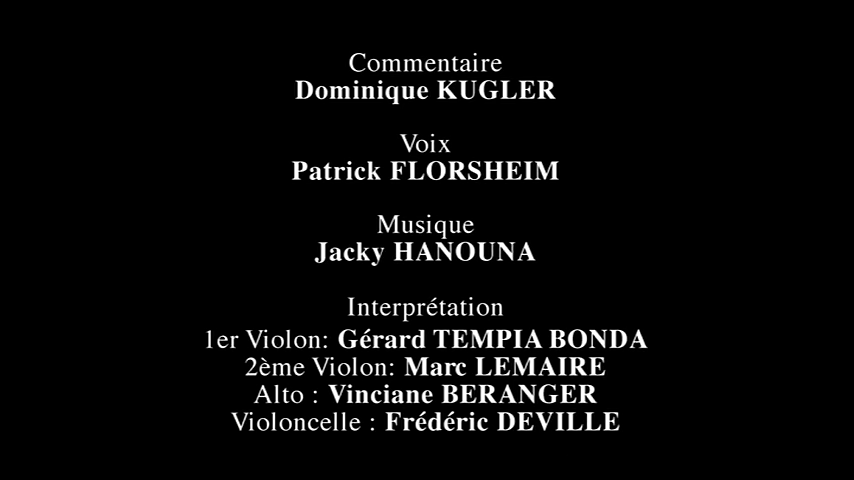 Commentaire
Dominique KUGLER
Voix
Patrick FLORSHEIM
Musique
Jacky HANOUNA
Interprétation
1er Violon: Gérard TEMPIA BONDA
2ème Violon: Marc LEMAIRE
Alto : Vinciane BERANGER
Violoncelle : Frédéric DEVILLE